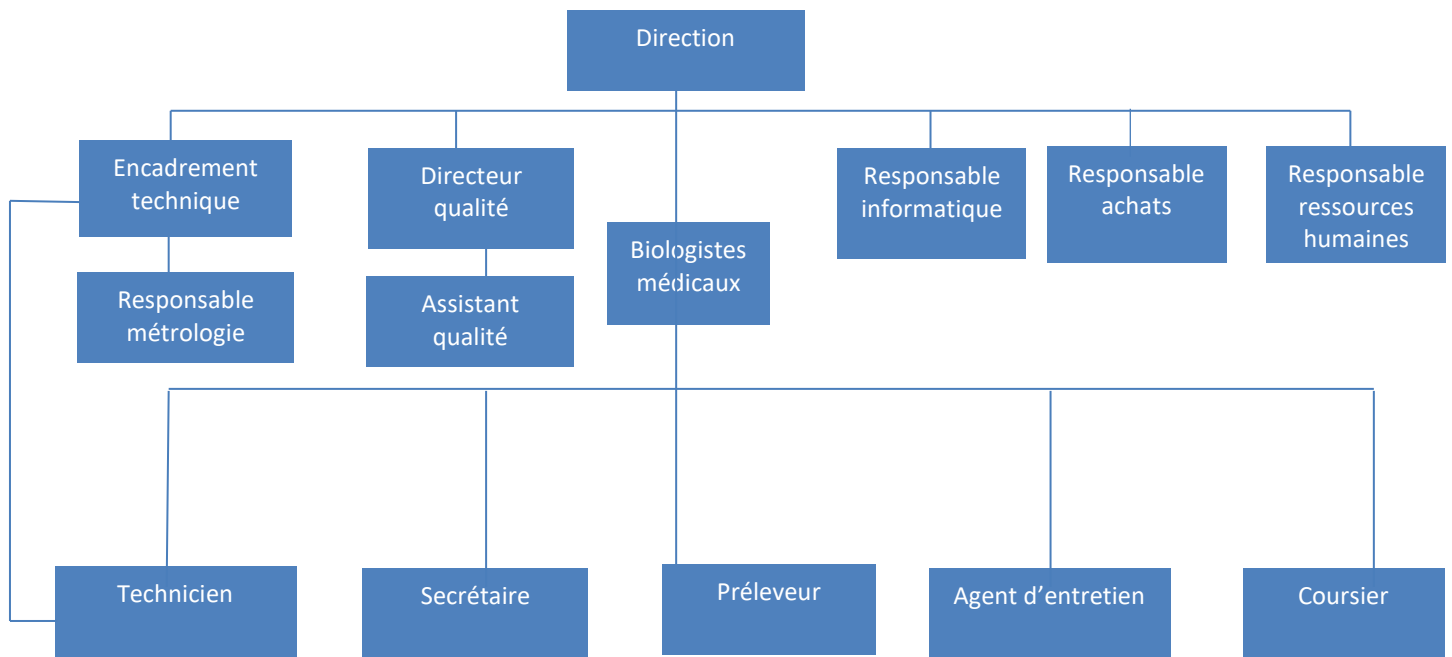 Direction
Encadrement
technique
Directeur
qualité
Biologistes
médicaux
Responsable
informatique
Responsable
achats
Responsable
ressources
humaines
Responsable
métrologie
Assistant
qualité
Technicien
Secrétaire
Préleveur
Agent d’entretien
Coursier